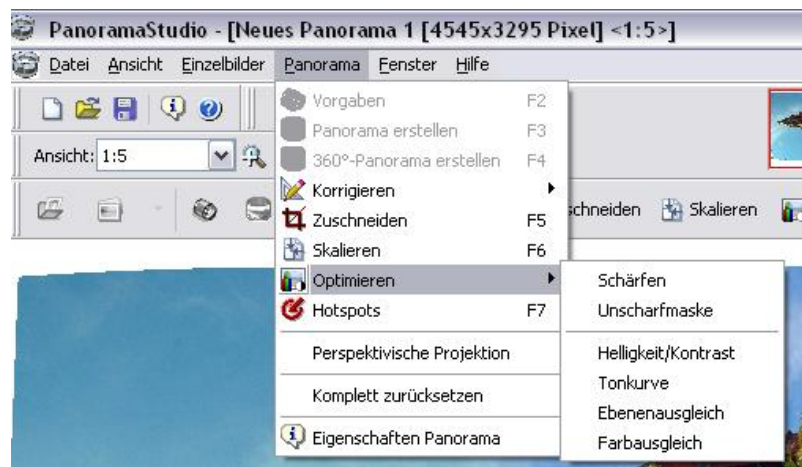 PanoramaStudio - [Neues Panorama 1 [4545x3295 Pixel] <1:5>]
Datei Ansicht Einzelbilder Panorama Fenster Hilfe
Vorgaben F2
Panorama erstellen F3
Ansicht: 1:5
360°-Panorama erstellen F4
Korrigieren
Zuschneiden F5
schneiden Skalieren
Skalieren F6
Optimieren
Schärfen
Hotspots F7
Unscharfmaske
Perspektivische Projektion
Helligkeit/Kontrast
Tonkurve
Komplett zurücksetzen
Ebenenausgleich
Eigenschaften Panorama
Farbausgleich